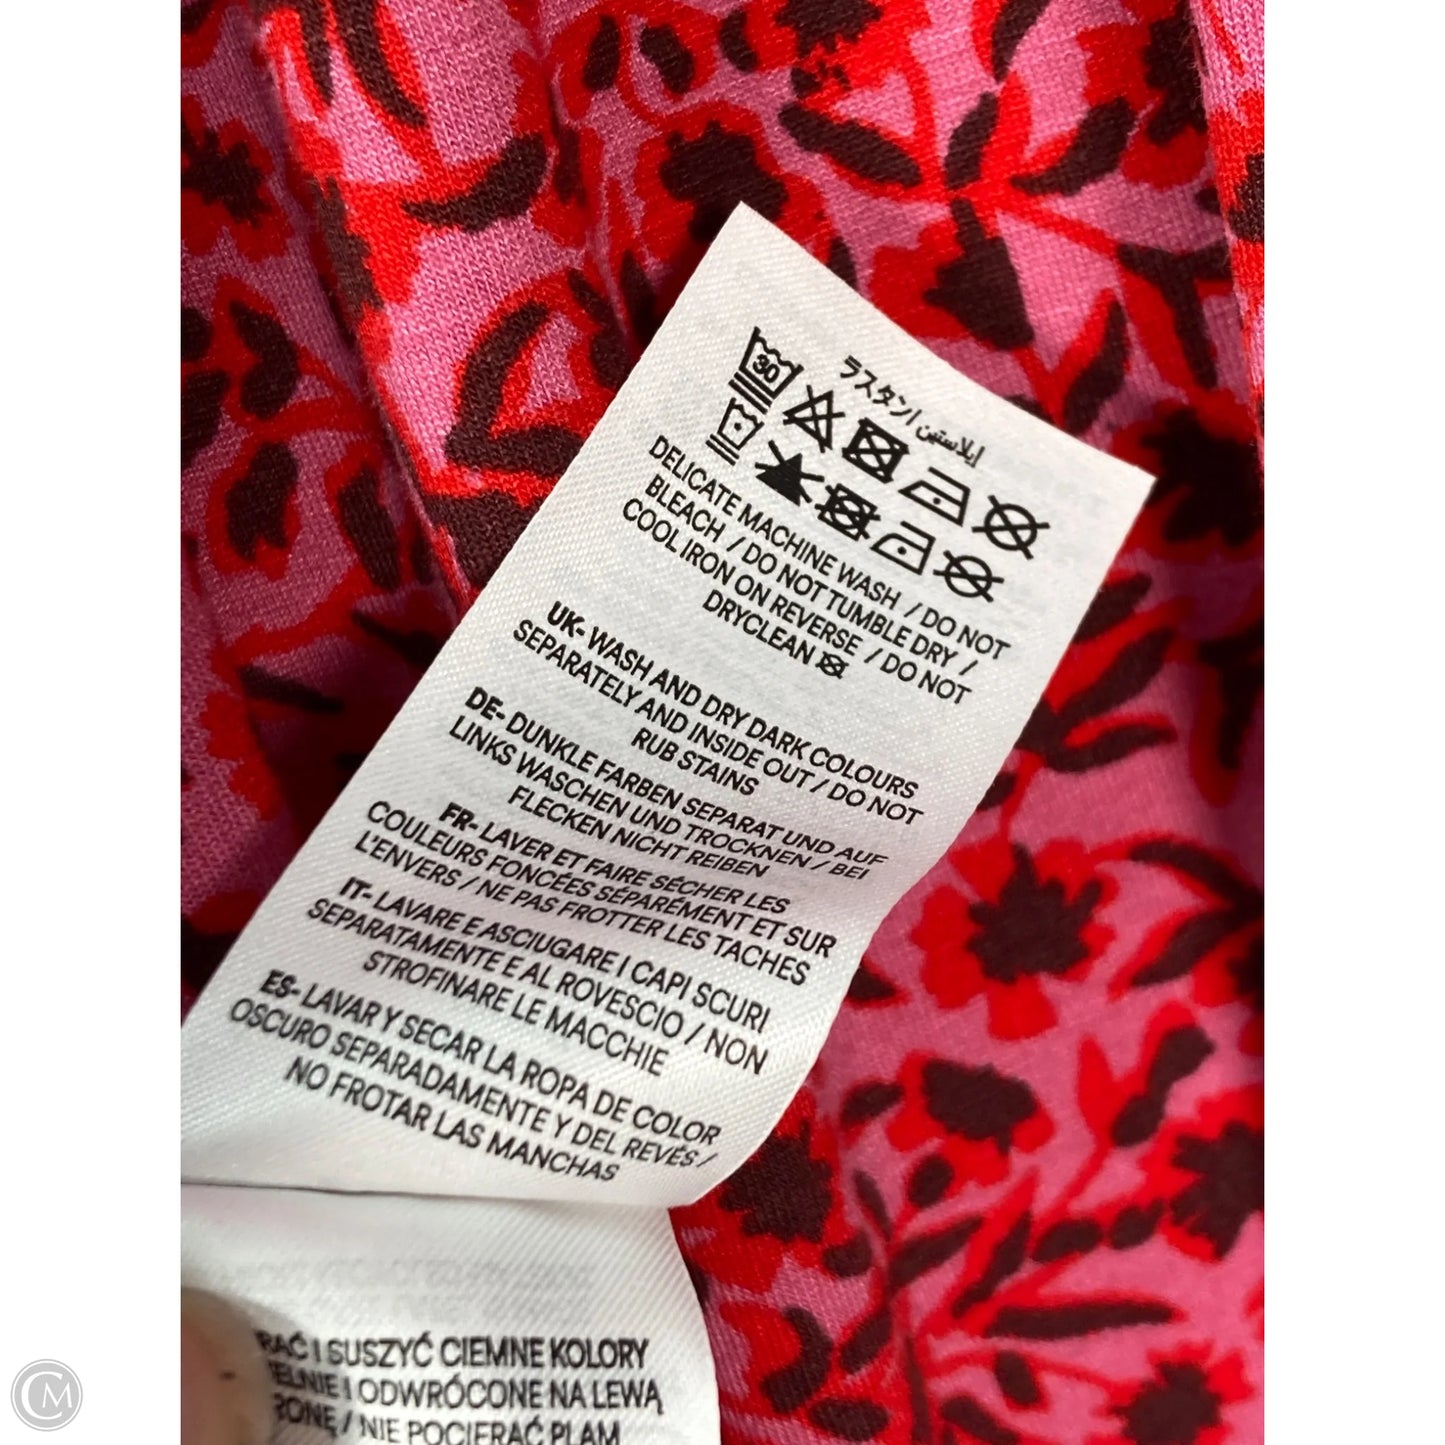 ラスタン / إيلاستين
30
DELICATE MACHINE WASH / DO NOT
BLEACH / DO NOT TUMBLE DRY /
COOL IRON ON REVERSE / DO NOT
DRYCLEAN
UK- WASH AND DRY DARK COLOURS
SEPARATELY AND INSIDE OUT / DO NOT
RUB STAINS
DE- DUNKLE FARBEN SEPARAT UND AUF
LINKS WASCHEN UND TROCKNEN / BEI
FLECKEN NICHT REIBEN
FR- LAVER ET FAIRE SÉCHER LES
COULEURS FONCÉES SÉPARÉMENT ET SUR
L'ENVERS / NE PAS FROTTER LES TACHES
IT- LAVARE E ASCIUGARE I CAPI SCURI
SEPARATAMENTE E AL ROVESCIO / NON
STROFINARE LE MACCHIE
ES- LAVAR Y SECAR LA ROPA DE COLOR
OSCURO SEPARADAMENTE Y DEL REVÉS /
NO FROTAR LAS MANCHAS
RAĆ I SUSZYĆ CIEMNE KOLORY
ELNIE I ODWRÓCONE NA LEWĄ
RONĘ / NIE POCIERAĆ PLAM
CM